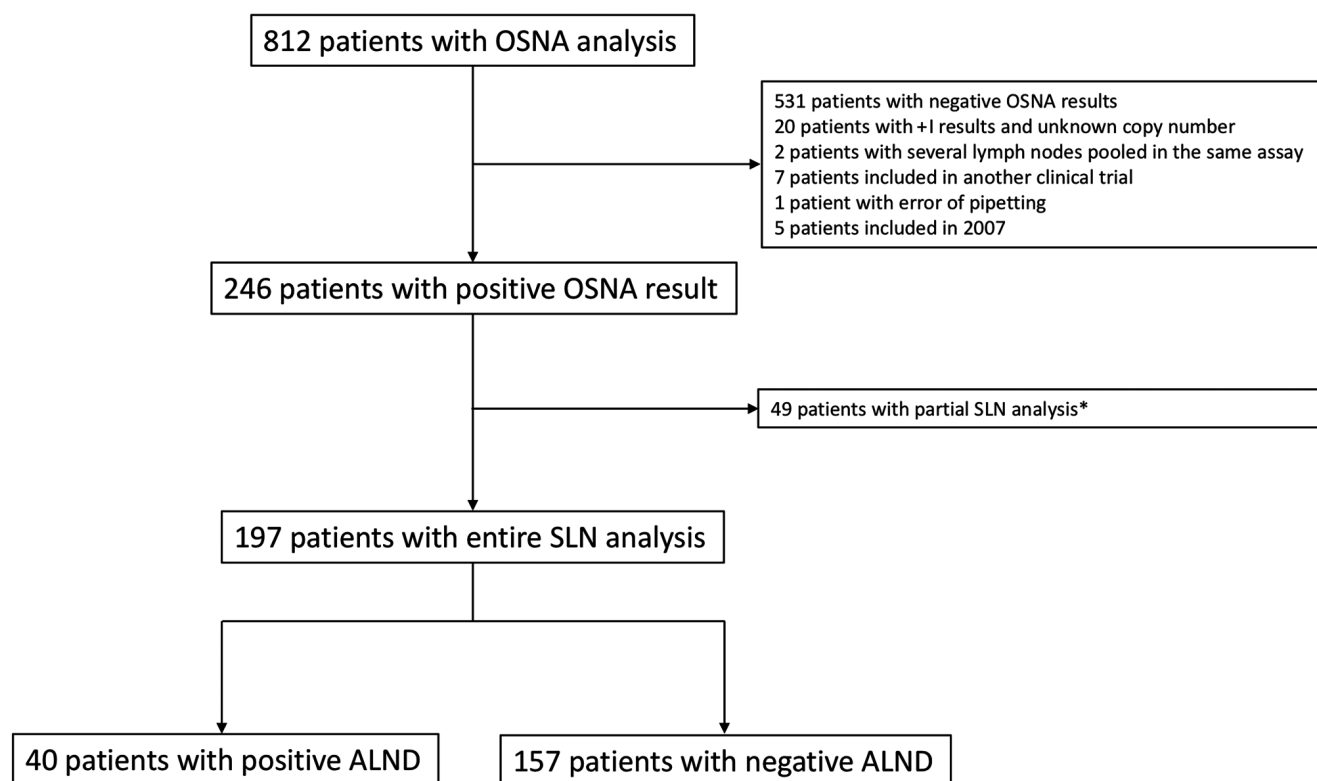 812 patients with OSNA analysis
531 patients with negative OSNA results
20 patients with +I results and unknown copy number
2 patients with several lymph nodes pooled in the same assay
7 patients included in another clinical trial
1 patient with error of pipetting
5 patients included in 2007
246 patients with positive OSNA result
49 patients with partial SLN analysis*
197 patients with entire SLN analysis
40 patients with positive ALND
157 patients with negative ALND